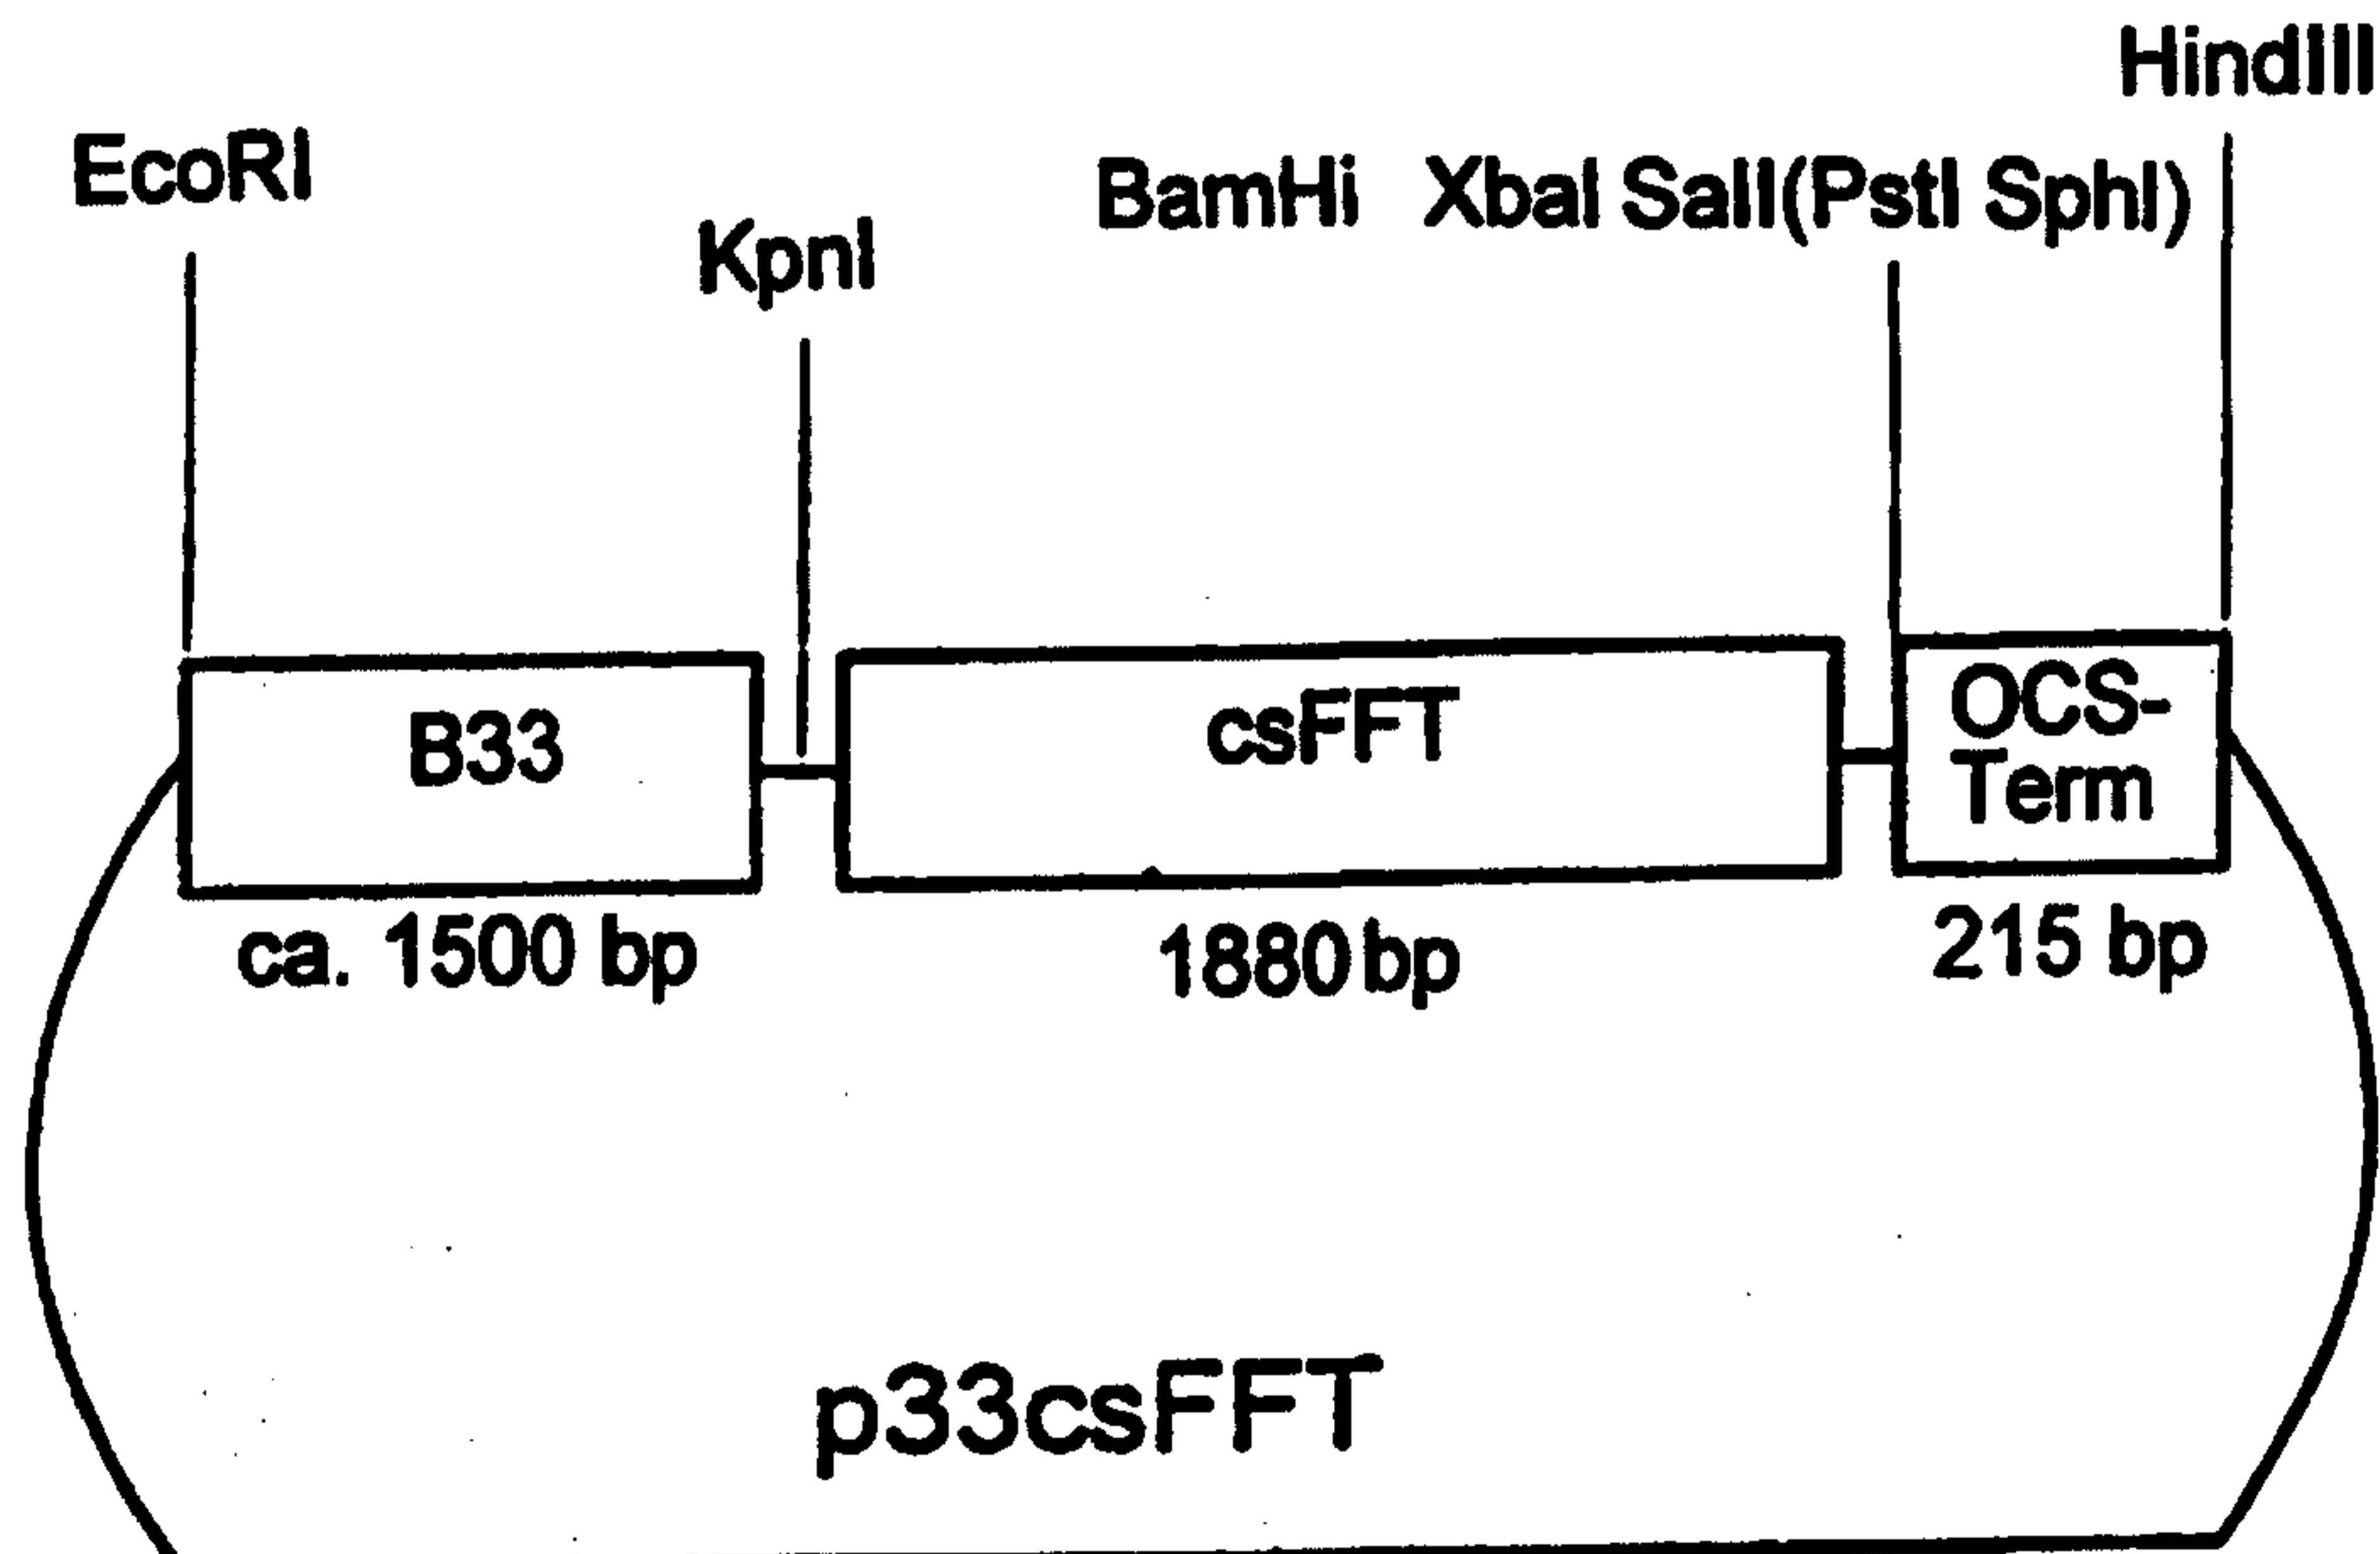 HindIII
EcoRI
BamHi XbaI SalI(PstI SphI)
KpnI
B33
csFFT
OCS-
Term
ca. 1500 bp
1880 bp
215 bp
p33csFFT